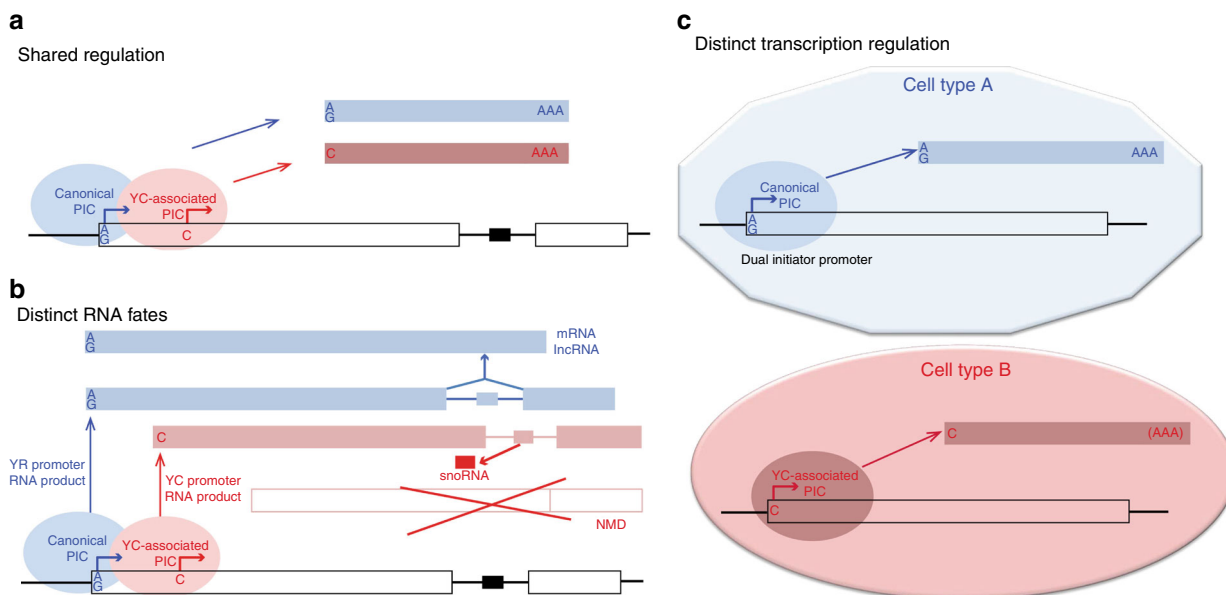 a
Shared regulation
A
G
AAA
C
AAA
Canonical
PIC
YC-associated
PIC
A
G
C
b
Distinct RNA fates
A
G
mRNA
lncRNA
A
G
C
YR promoter
RNA product
YC promoter
RNA product
snoRNA
NMD
Canonical
PIC
YC-associated
PIC
A
G
C
c
Distinct transcription regulation
Cell type A
A
G
AAA
Canonical
PIC
A
G
Dual initiator promoter
Cell type B
C
(AAA)
YC-associated
PIC
C